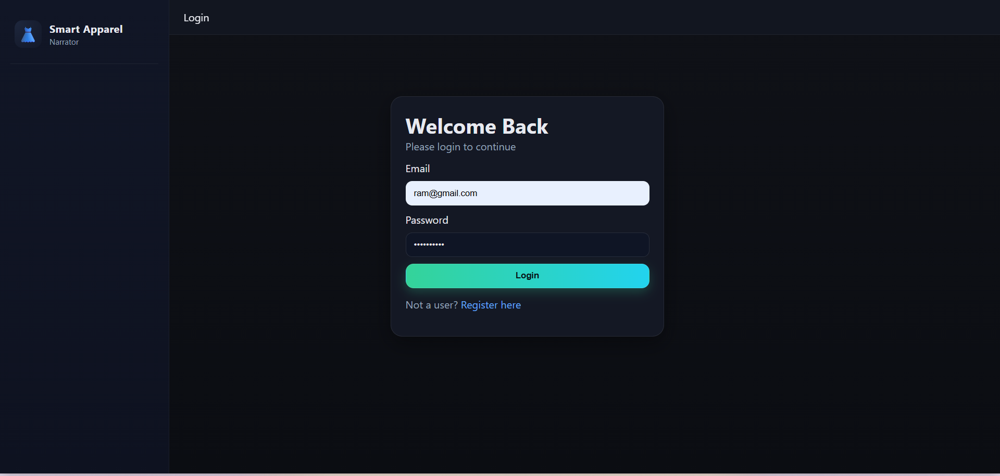 Smart Apparel
Narrator
Login
Welcome Back
Please login to continue
Email
ram@gmail.com
Password
••••••••••
Login
Not a user? Register here